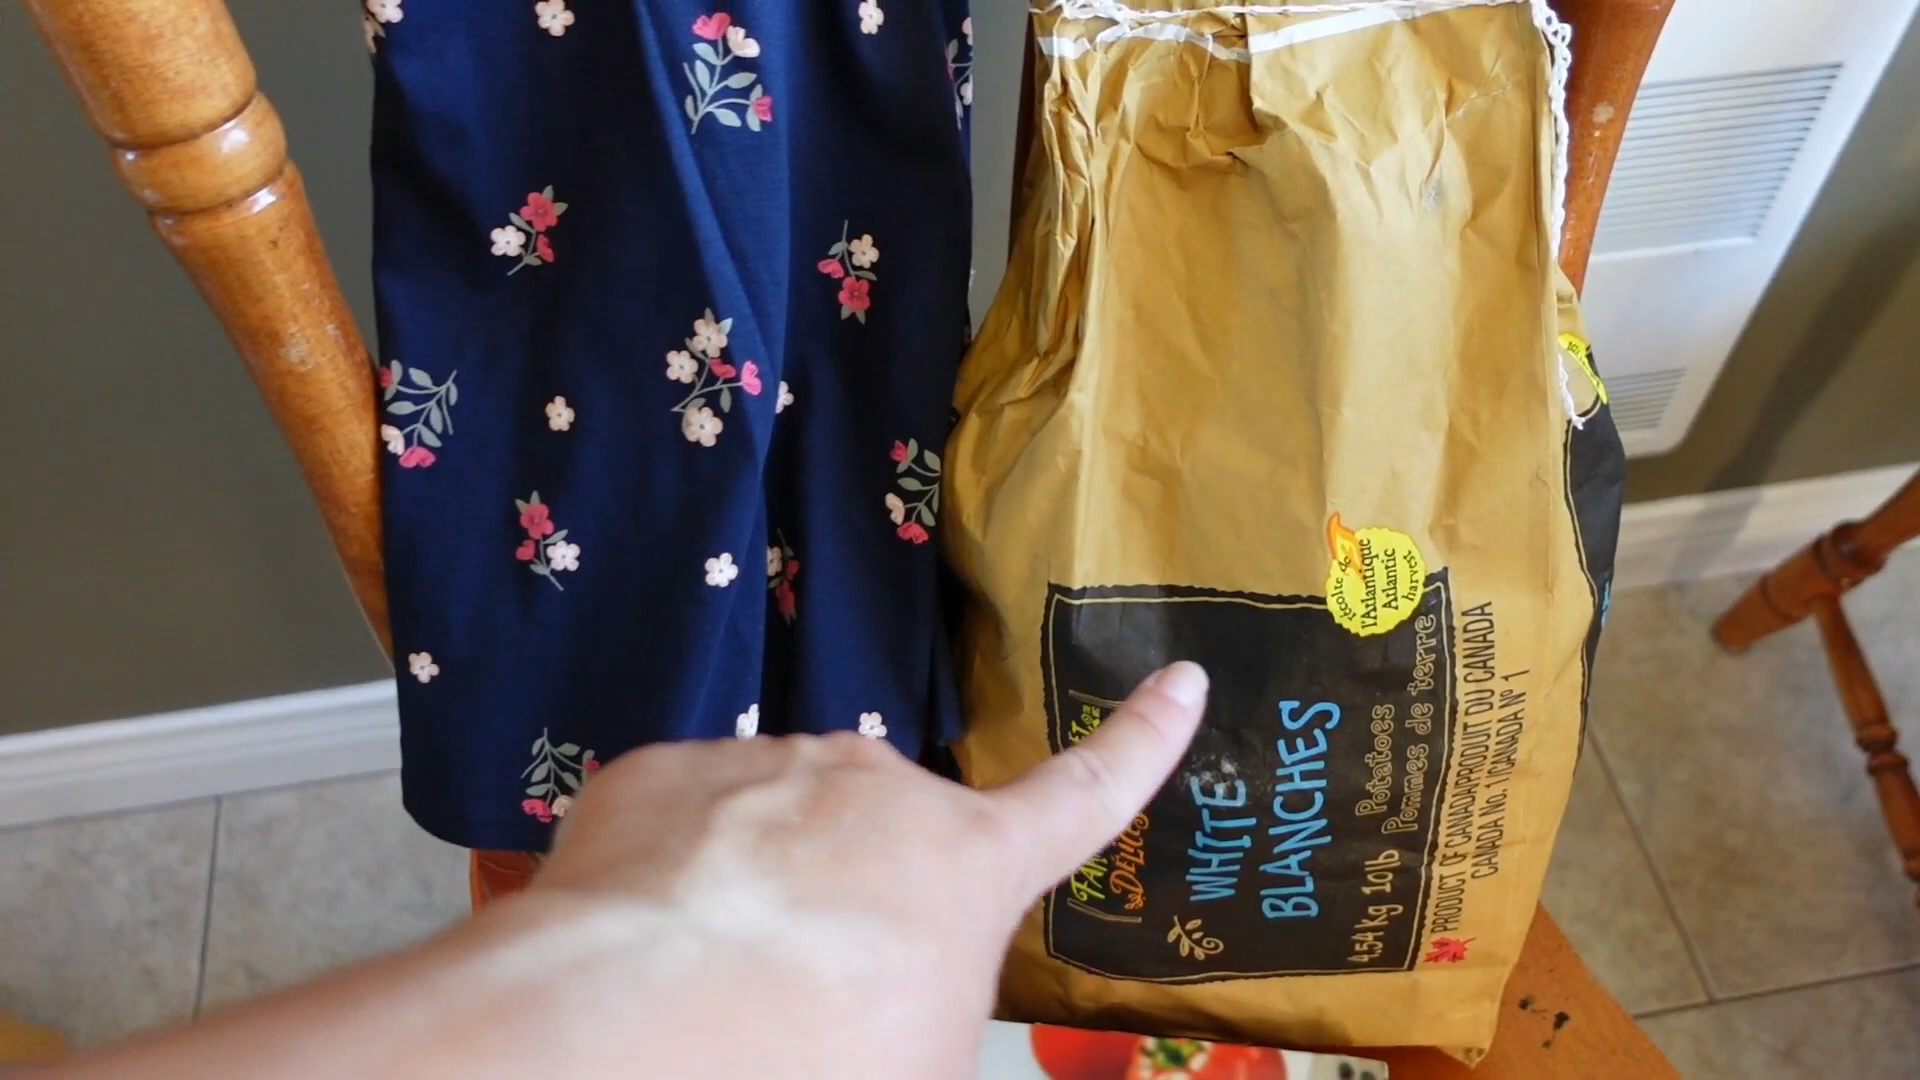 récolte de
l'Atlantique
Atlantic
harvest
WHITE
BLANCHES
4.54 kg 10 lb Potatoes
Pommes de terre
PRODUCT OF CANADA PRODUIT DU CANADA
CANADA No. 1 / CANADA Nº 1